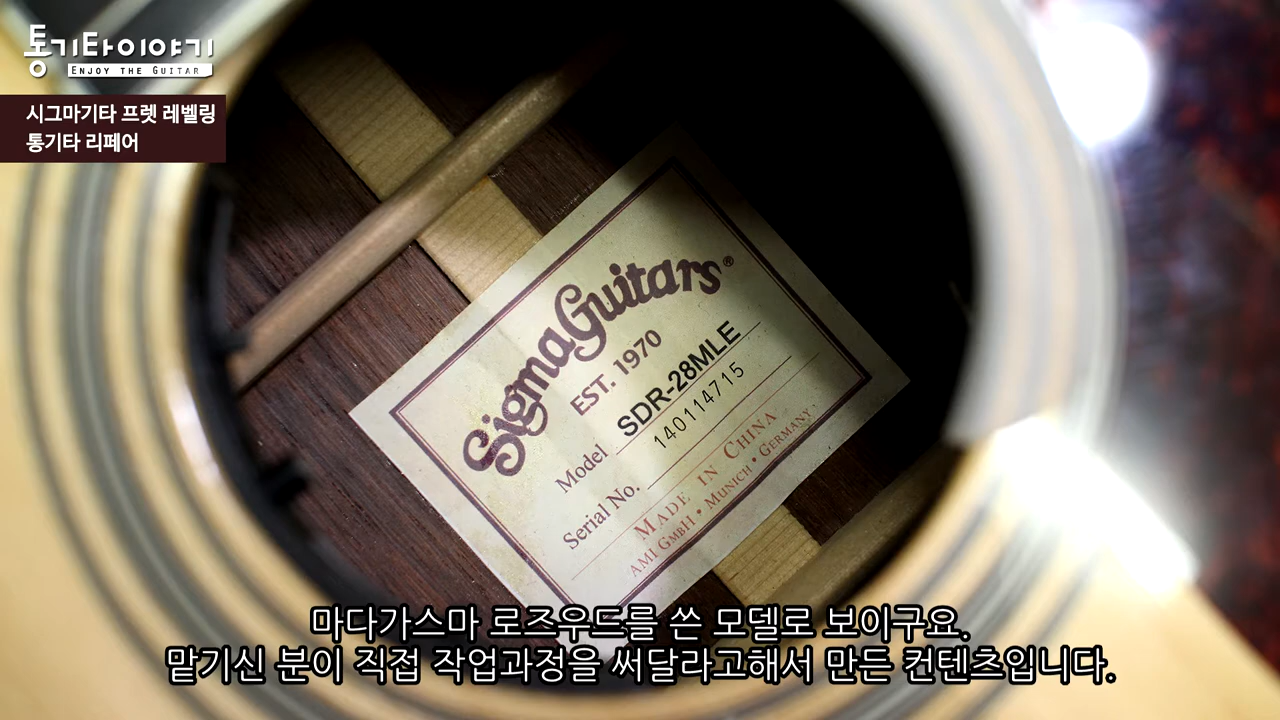 통기타이야기
ENJOY THE GUITAR
시그마기타 프렛 레벨링
통기타 리페어
Sigma Guitars®
EST. 1970
Model SDR-28MLE
Serial No. 140114715
MADE IN CHINA
AMI GMBH • MUNICH • GERMANY
마다가스마 로즈우드를 쓴 모델로 보이구요.
맡기신 분이 직접 작업과정을 써달라고해서 만든 컨텐츠입니다.